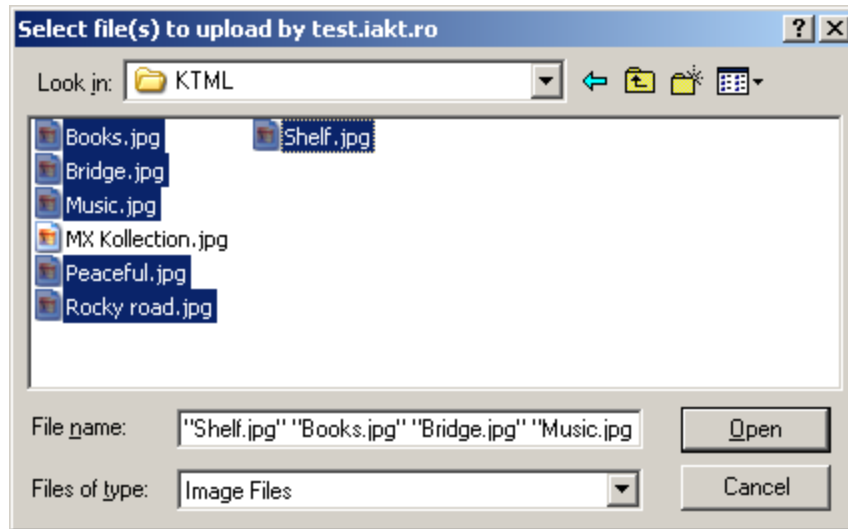 Select file(s) to upload by test.iakt.ro
Look in: KTML
Books.jpg
Bridge.jpg
Music.jpg
MX Kollection.jpg
Peaceful.jpg
Rocky road.jpg
Shelf.jpg
File name: "Shelf.jpg" "Books.jpg" "Bridge.jpg" "Music.jpg
Open
Files of type: Image Files
Cancel